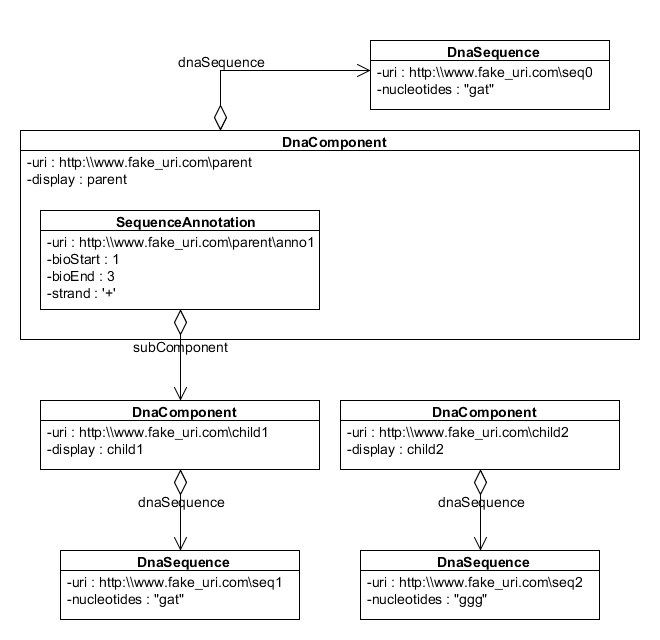 dnaSequence
DnaSequence
-uri : http:\\www.fake_uri.com\seq0
-nucleotides : "gat"
DnaComponent
-uri : http:\\www.fake_uri.com\parent
-display : parent
SequenceAnnotation
-uri : http:\\www.fake_uri.com\parent\anno1
-bioStart : 1
-bioEnd : 3
-strand : '+'
subComponent
DnaComponent
-uri : http:\\www.fake_uri.com\child1
-display : child1
DnaComponent
-uri : http:\\www.fake_uri.com\child2
-display : child2
dnaSequence
dnaSequence
DnaSequence
-uri : http:\\www.fake_uri.com\seq1
-nucleotides : "gat"
DnaSequence
-uri : http:\\www.fake_uri.com\seq2
-nucleotides : "ggg"